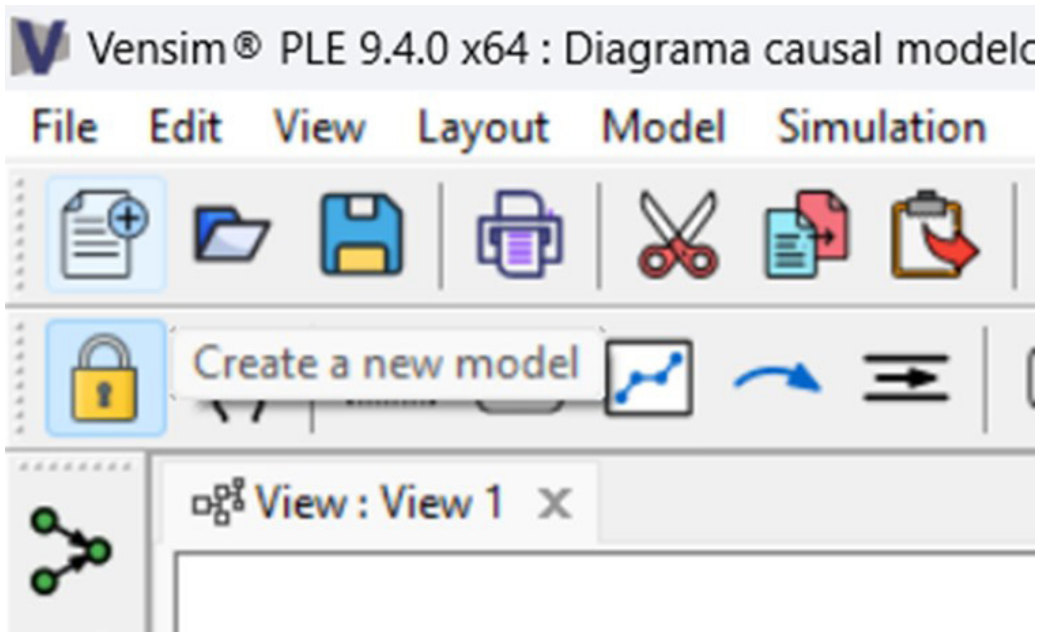 Vensim® PLE 9.4.0 x64 : Diagrama causal modelo
File Edit View Layout Model Simulation
Create a new model
View : View 1